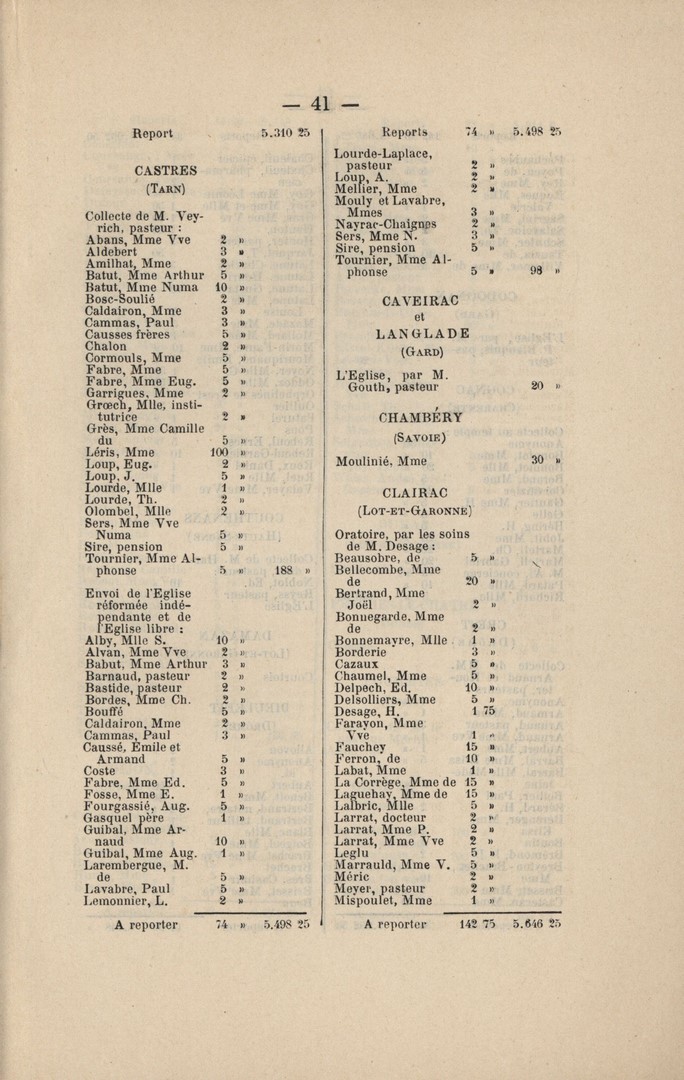 — 41 —
Report 5.310 25
CASTRES
(TARN)
Collecte de M. Vey-
rich, pasteur :
Abans, Mme Vve 2 »
Aldebert 3 »
Amilhat, Mme 2 »
Batut, Mme Arthur 5 »
Batut, Mme Numa 10 »
Bosc-Soulié 2 »
Caldairon, Mme 3 »
Cammas, Paul 3 »
Causses frères 5 »
Chalon 2 »
Cormouls, Mme 5 »
Fabre, Mme 5 »
Fabre, Mme Eug. 5 »
Garrigues, Mme 2 »
Grœch, Mlle, insti-
tutrice 2 »
Grès, Mme Camille
du 5 »
Léris, Mme 100 »
Loup, Eug. 2 »
Loup, J. 5 »
Lourde, Mlle 1 »
Lourde, Th. 2 »
Olombel, Mlle 2 »
Sers, Mme Vve
Numa 5 »
Sire, pension 5 »
Tournier, Mme Al-
phonse 5 » 188 »
Envoi de l'Eglise
réformée indé-
pendante et de
l'Eglise libre :
Alby, Mlle S. 10 »
Alvan, Mme Vve 2 »
Babut, Mme Arthur 3 »
Barnaud, pasteur 2 »
Bastide, pasteur 2 »
Bordes, Mme Ch. 2 »
Bouffé 5 »
Caldairon, Mme 2 »
Cammas, Paul 3 »
Caussé, Emile et
Armand 5 »
Coste 3 »
Fabre, Mme Ed. 5 »
Fosse, Mme E. 1 »
Fourgassié, Aug. 5 »
Gasquel père 1 »
Guibal, Mme Ar-
naud 10 »
Guibal, Mme Aug. 1 »
Larembergue, M.
de 5 »
Lavabre, Paul 5 »
Lemonnier, L. 2 »
A reporter 74 » 5.498 25
Reports 74 » 5.498 25
Lourde-Laplace,
pasteur 2 »
Loup, A. 2 »
Mellier, Mme 2 »
Mouly et Lavabre,
Mmes 3 »
Nayrac-Chaignes 2 »
Sers, Mme N. 3 »
Sire, pension 5 »
Tournier, Mme Al-
phonse 5 » 98 »
CAVEIRAC
et
LANGLADE
(GARD)
L'Eglise, par M.
Gouth, pasteur 20 »
CHAMBÉRY
(SAVOIE)
Moulinié, Mme 30 »
CLAIRAC
(LOT-ET-GARONNE)
Oratoire, par les soins
de M. Desage :
Beausobre, de 5 »
Bellecombe, Mme
de 20 »
Bertrand, Mme
Joël 2 »
Bonnegarde, Mme
de 2 »
Bonnemayre, Mlle 1 »
Borderie 3 »
Cazaux 5 »
Chaumel, Mme 5 »
Delpech, Ed. 10 »
Delsolliers, Mme 5 »
Desage, H. 1 75
Farayon, Mme
Vve 1 »
Fauchey 15 »
Ferron, de 10 »
Labat, Mme 1 »
La Corrège, Mme de 15 »
Laguehay, Mme de 15 »
Lalbric, Mlle 5 »
Larrat, docteur 2 »
Larrat, Mme P. 2 »
Larrat, Mme Vve 2 »
Leglu 5 »
Marrauld, Mme V. 5 »
Méric 2 »
Meyer, pasteur 2 »
Mispoulet, Mme 1 »
A reporter 142 75 5.646 25